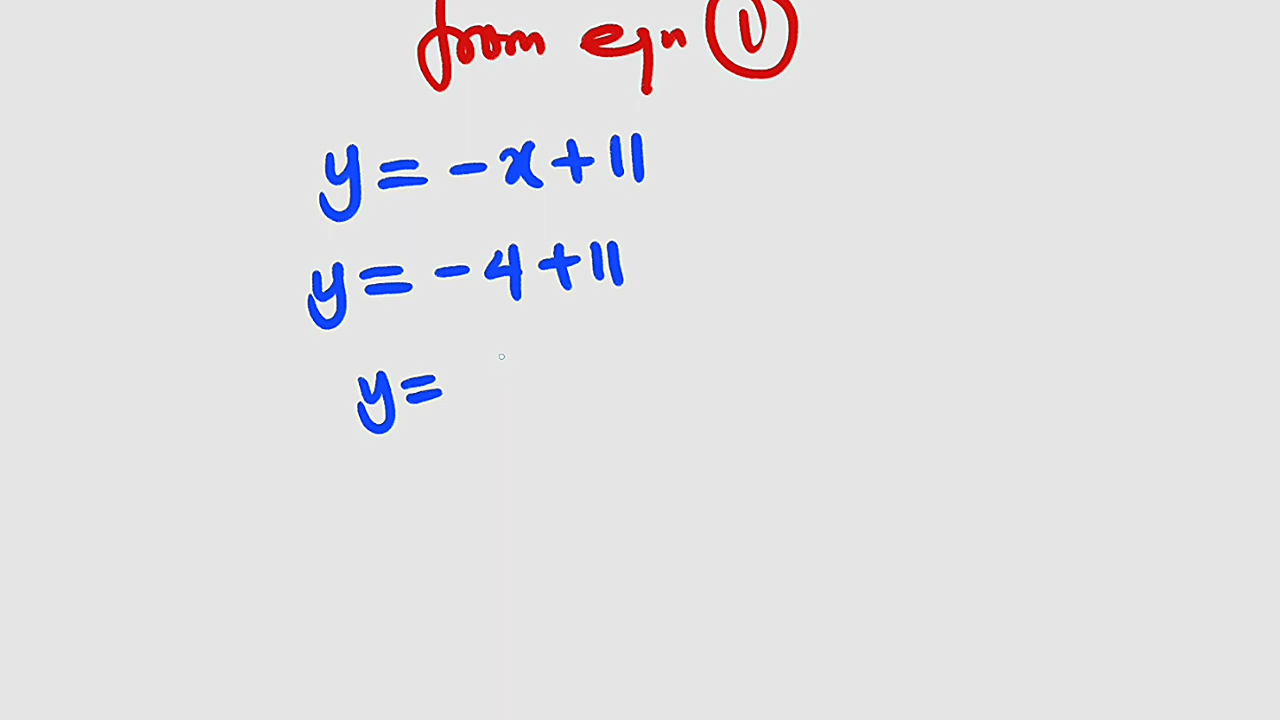 from eqn ①
y = -x + 11
y = -4 + 11
y =